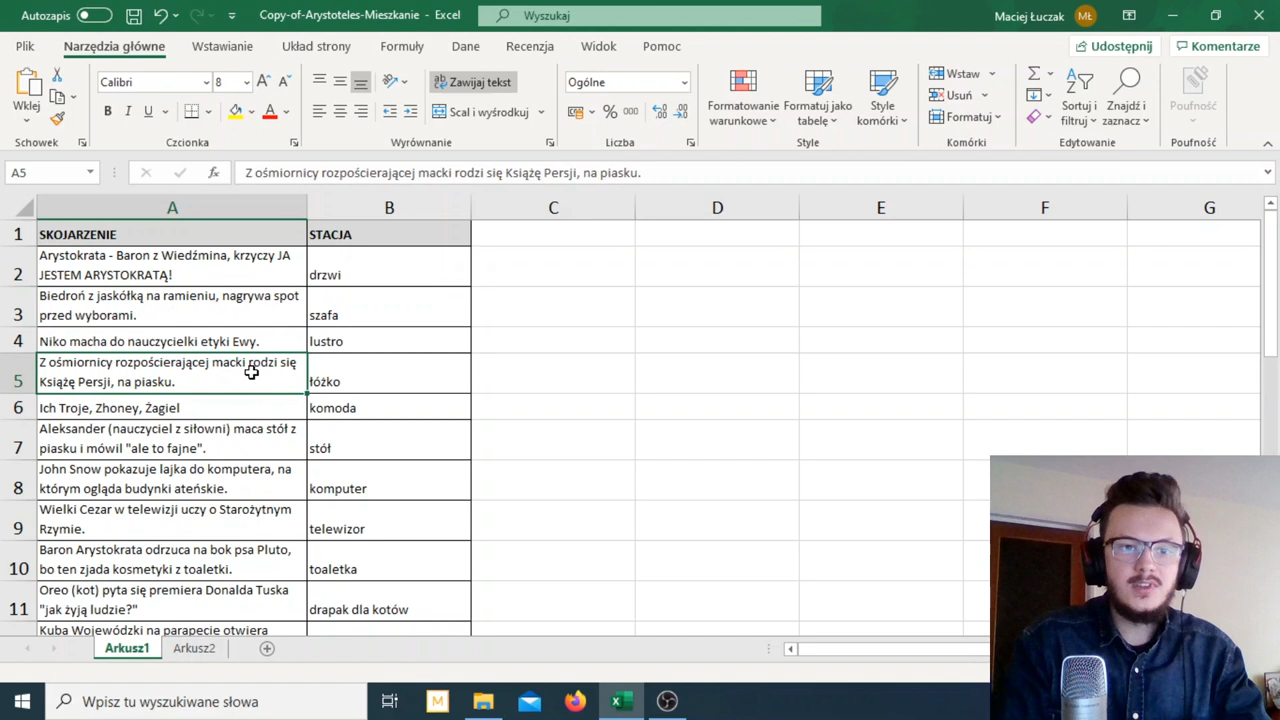 Autozapis
Copy-of-Arystoteles-Mieszkanie - Excel
Wyszukaj
Maciej Łuczak
MŁ
Plik
Narzędzia główne
Wstawianie
Układ strony
Formuły
Dane
Recenzja
Widok
Pomoc
Udostępnij
Komentarze
Wklej
Calibri
8
Zawijaj tekst
Scal i wyśrodkuj
Ogólne
Formatowanie warunkowe
Formatuj jako tabelę
Style komórki
Wstaw
Usuń
Formatuj
Sortuj i filtruj
Znajdź i zaznacz
Poufność
Schowek
Czcionka
Wyrównanie
Liczba
Style
Komórki
Edytowanie
Poufność
A5
Z ośmiornicy rozpościerającej macki rodzi się Książę Persji, na piasku.
A B C D E F G
1 SKOJARZENIE STACJA
Arystokrata - Baron z Wiedźmina, krzyczy JA
2 JESTEM ARYSTOKRATĄ! drzwi
Biedroń z jaskółką na ramieniu, nagrywa spot
3 przed wyborami. szafa
4 Niko macha do nauczycielki etyki Ewy. lustro
Z ośmiornicy rozpościerającej macki rodzi się
5 Książę Persji, na piasku. łóżko
6 Ich Troje, Zhoney, Żagiel komoda
Aleksander (nauczyciel z siłowni) maca stół z
7 piasku i mówil "ale to fajne". stół
John Snow pokazuje lajka do komputera, na
8 którym ogląda budynki ateńskie. komputer
Wielki Cezar w telewizji uczy o Starożytnym
9 Rzymie. telewizor
Baron Arystokrata odrzuca na bok psa Pluto,
10 bo ten zjada kosmetyki z toaletki. toaletka
Oreo (kot) pyta się premiera Donalda Tuska
11 "jak żyją ludzie?" drapak dla kotów
Kuba Wojewódzki na parapecie otwiera
Arkusz1
Arkusz2
Wpisz tu wyszukiwane słowa